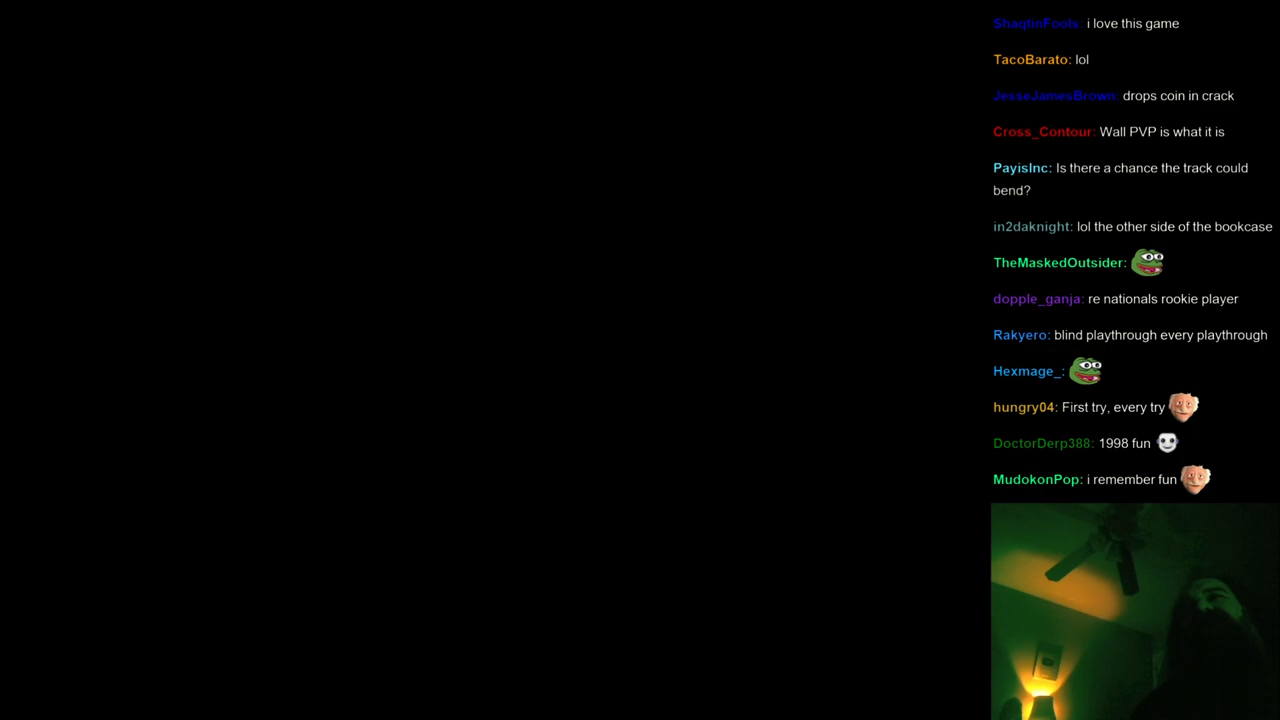 ShaqtinFools: i love this game
TacoBarato: lol
JesseJamesBrown: drops coin in crack
Cross_Contour: Wall PVP is what it is
PayisInc: Is there a chance the track could
bend?
in2daknight: lol the other side of the bookcase
TheMaskedOutsider:
dopple_ganja: re nationals rookie player
Rakyero: blind playthrough every playthrough
Hexmage_:
hungry04: First try, every try
DoctorDerp388: 1998 fun
MudokonPop: i remember fun